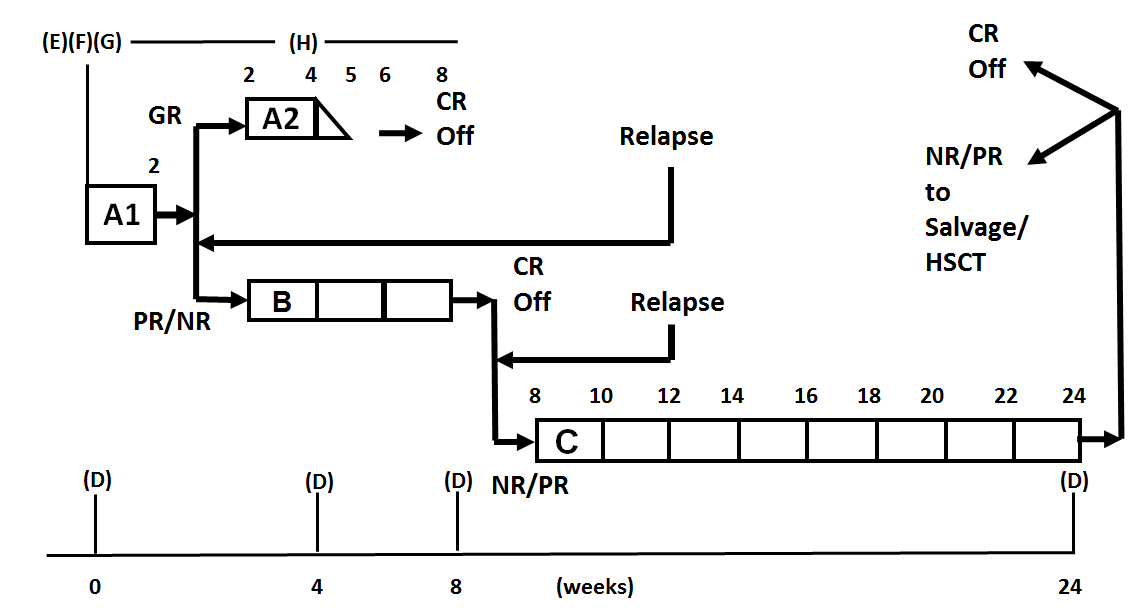 (E)(F)(G) (H)
2 4 5 6 8
CR
Off
GR
A2
2
A1
Relapse
CR
Off
NR/PR
to
Salvage/
HSCT
PR/NR
B
CR
Off
Relapse
8 10 12 14 16 18 20 22 24
C
NR/PR
(D) (D) (D) (D)
0 4 8 (weeks) 24